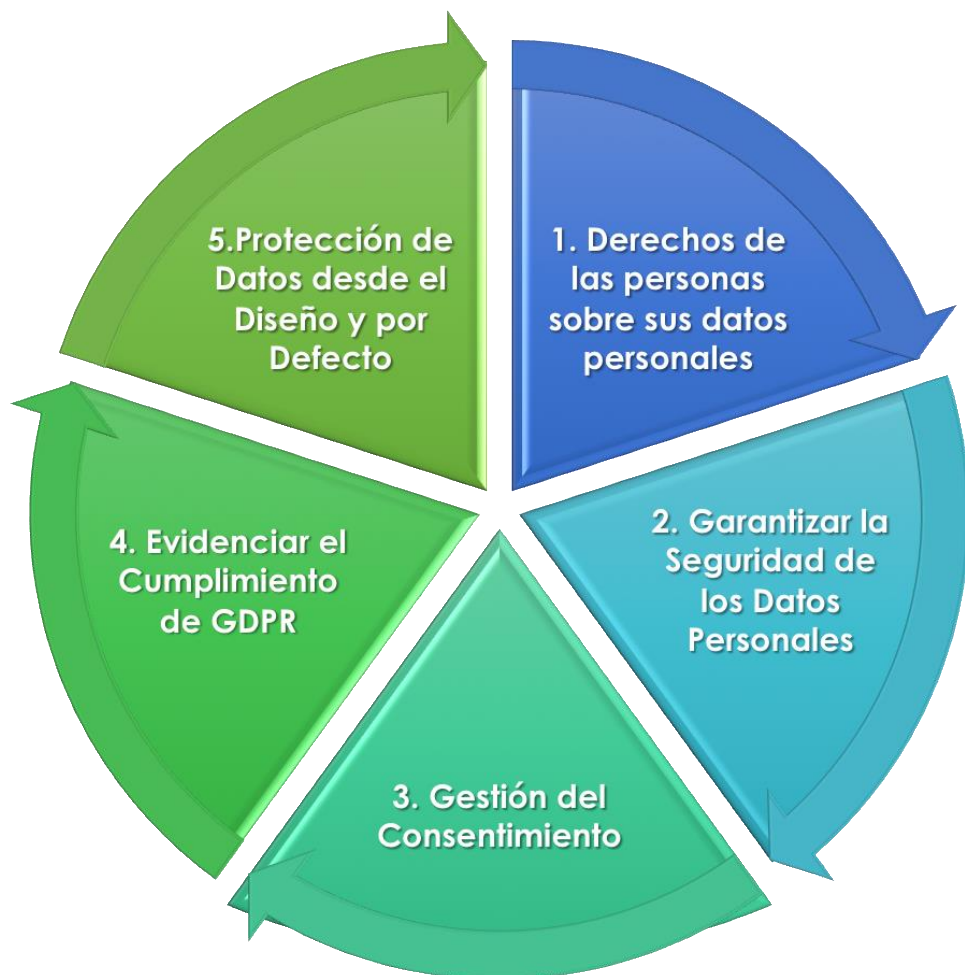 1. Derechos de
las personas
sobre sus datos
personales
2. Garantizar la
Seguridad de
los Datos
Personales
3. Gestión del
Consentimiento
4. Evidenciar el
Cumplimiento
de GDPR
5.Protección de
Datos desde el
Diseño y por
Defecto